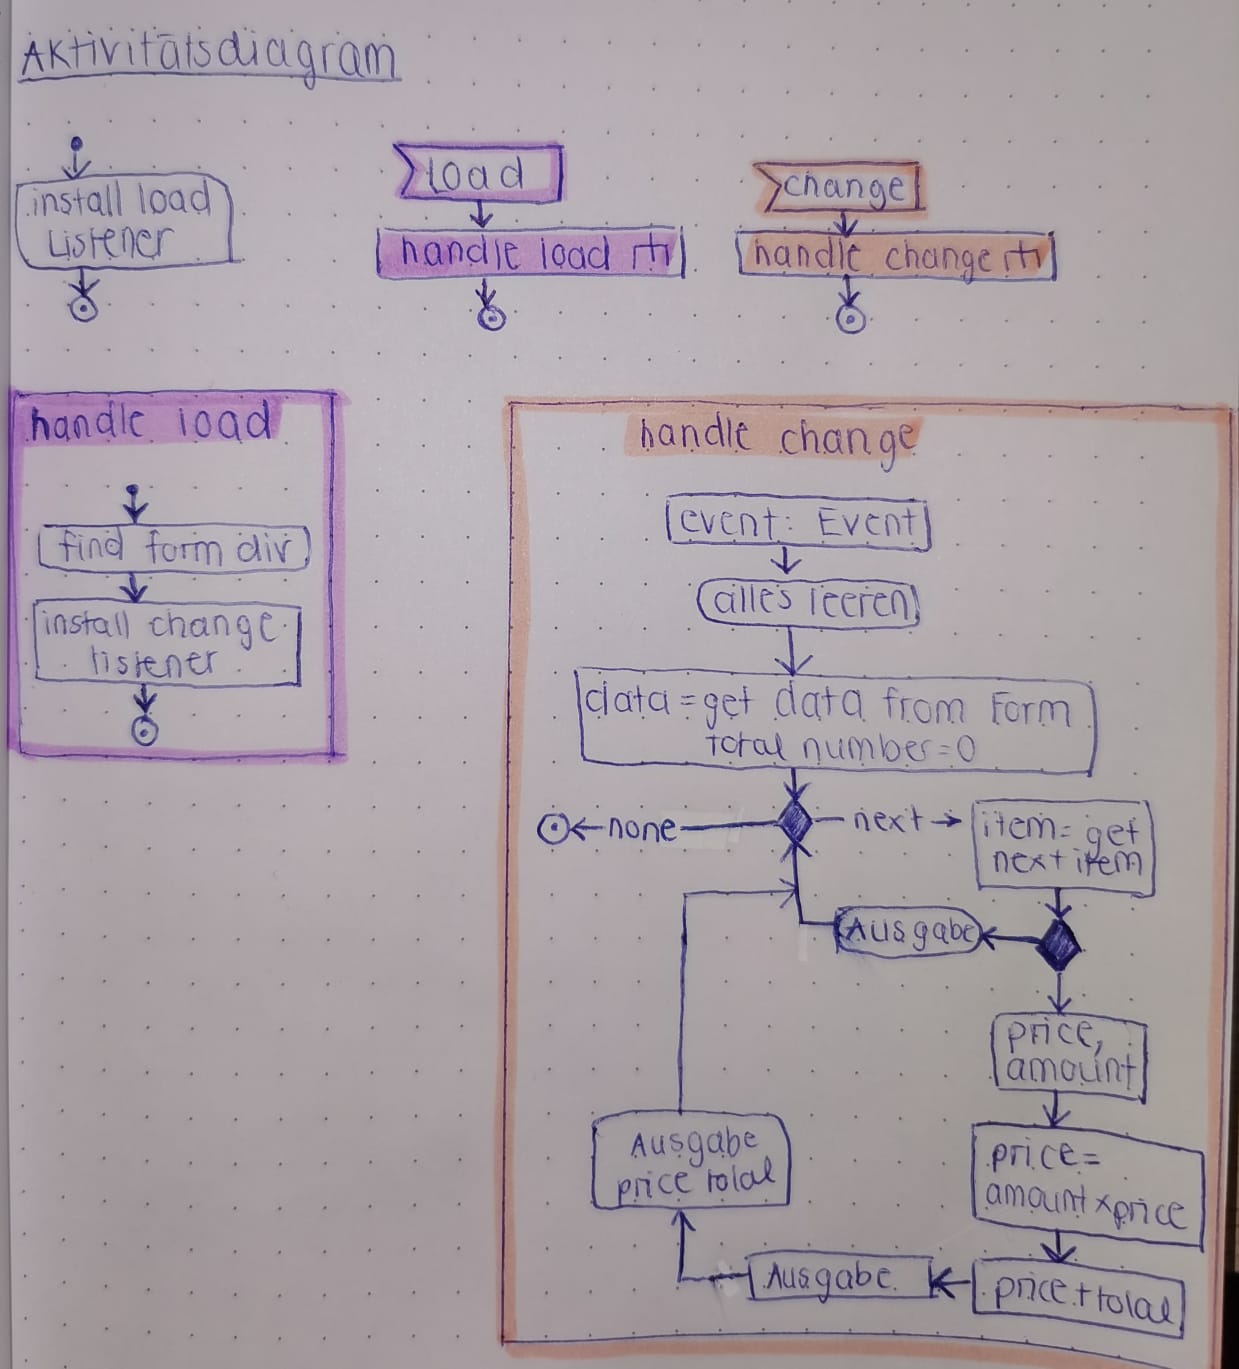 AKtivitätsdiagram
install load
Listener
load
handle load
change
handle change
handle load
find form div
install change
listener
handle change
event: Event
alles leeren
data = get data from Form
total number = 0
none
next
item = get
next item
Ausgabe
price,
amount
price =
amount x price
price + total
Ausgabe
Ausgabe
price total